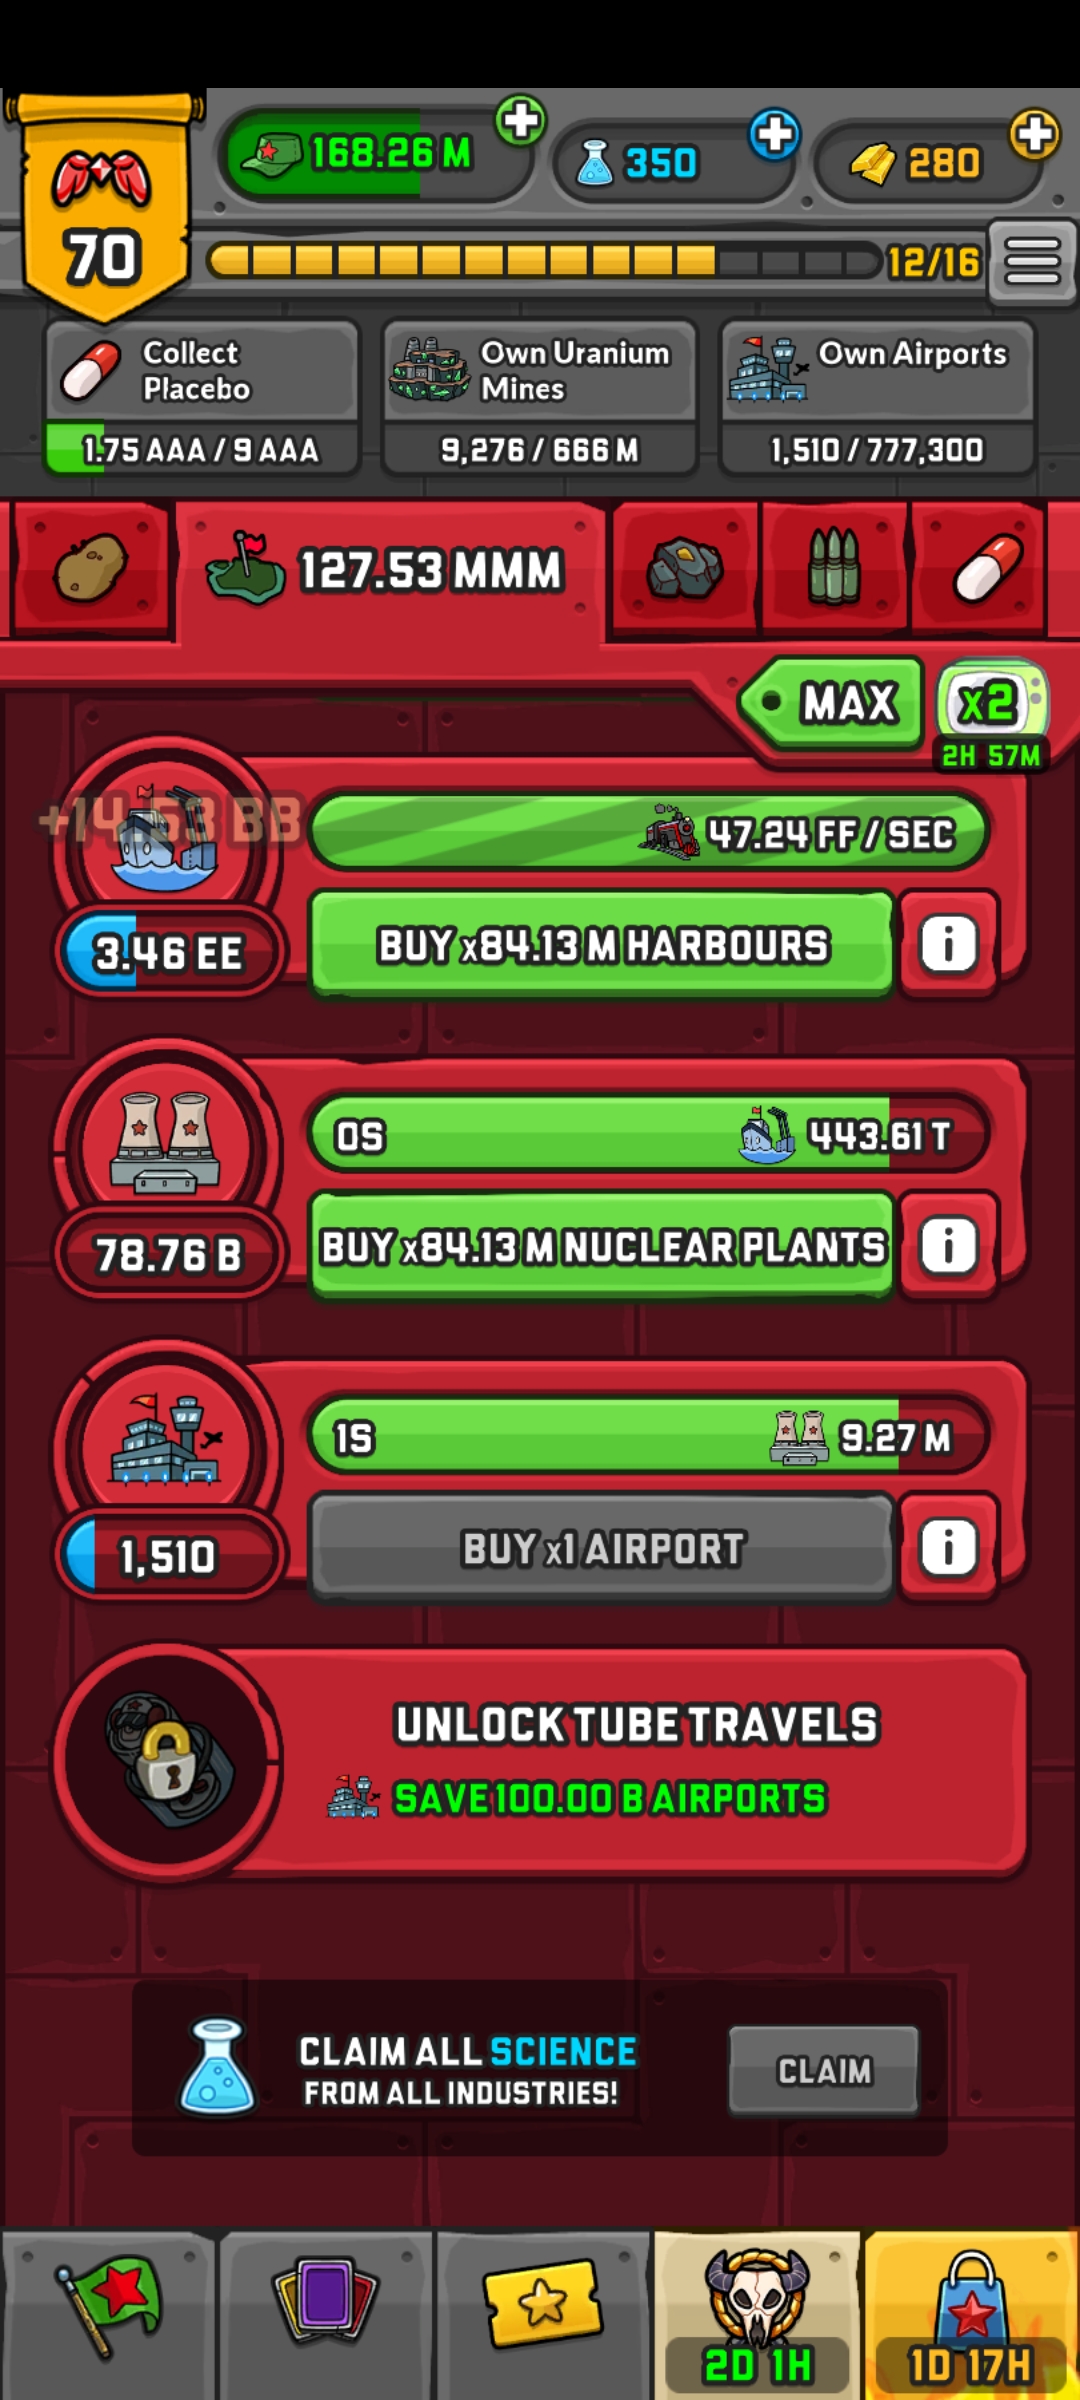 168.26 M
350
280
70
12/16
Collect
Placebo
1.75 AAA / 9 AAA
Own Uranium
Mines
9,276 / 666 M
Own Airports
1,510 / 777,300
127.53 MMM
MAX
x2
2H 57M
+14.53 BB
47.24 FF / SEC
3.46 EE
BUY x84.13 M HARBOURS
i
0S
443.61 T
78.76 B
BUY x84.13 M NUCLEAR PLANTS
i
1S
9.27 M
1,510
BUY x1 AIRPORT
i
UNLOCK TUBE TRAVELS
SAVE 100.00 B AIRPORTS
CLAIM ALL SCIENCE
FROM ALL INDUSTRIES!
CLAIM
2D 1H
1D 17H